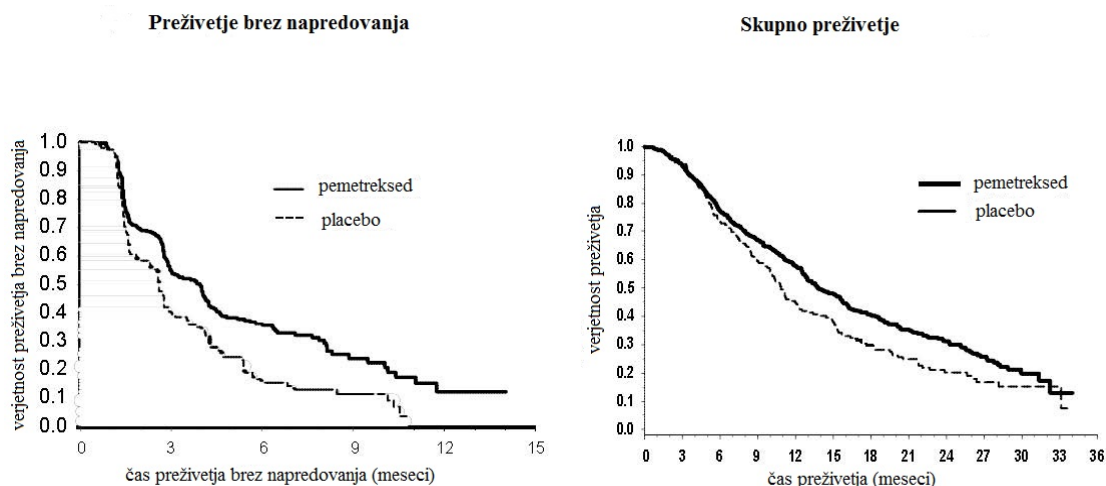 Preživetje brez napredovanja
Skupno preživetje
verjetnost preživetja brez napredovanja
1.0
0.9
0.8
0.7
0.6
0.5
0.4
0.3
0.2
0.1
0.0
pemetreksed
placebo
0 3 6 9 12 15
čas preživetja brez napredovanja (meseci)
verjetnost preživetja
1.0
0.9
0.8
0.7
0.6
0.5
0.4
0.3
0.2
0.1
0.0
pemetreksed
placebo
0 3 6 9 12 15 18 21 24 27 30 33 36
čas preživetja (meseci)